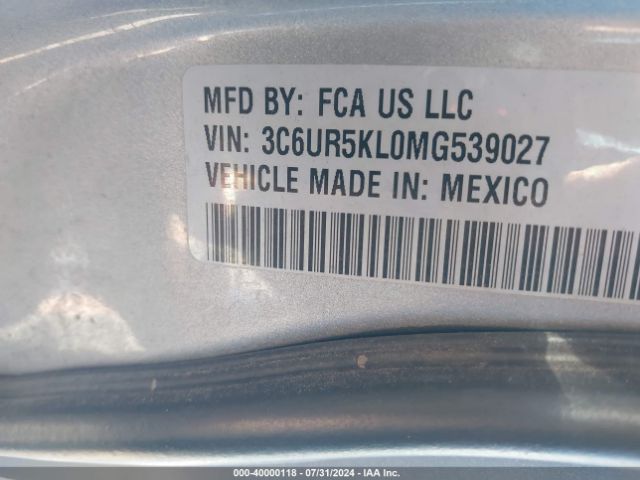 MFD BY: FCA US LLC
VIN: 3C6UR5KL0MG539027
VEHICLE MADE IN: MEXICO
000-40000118 - 07/31/2024 - IAA Inc.